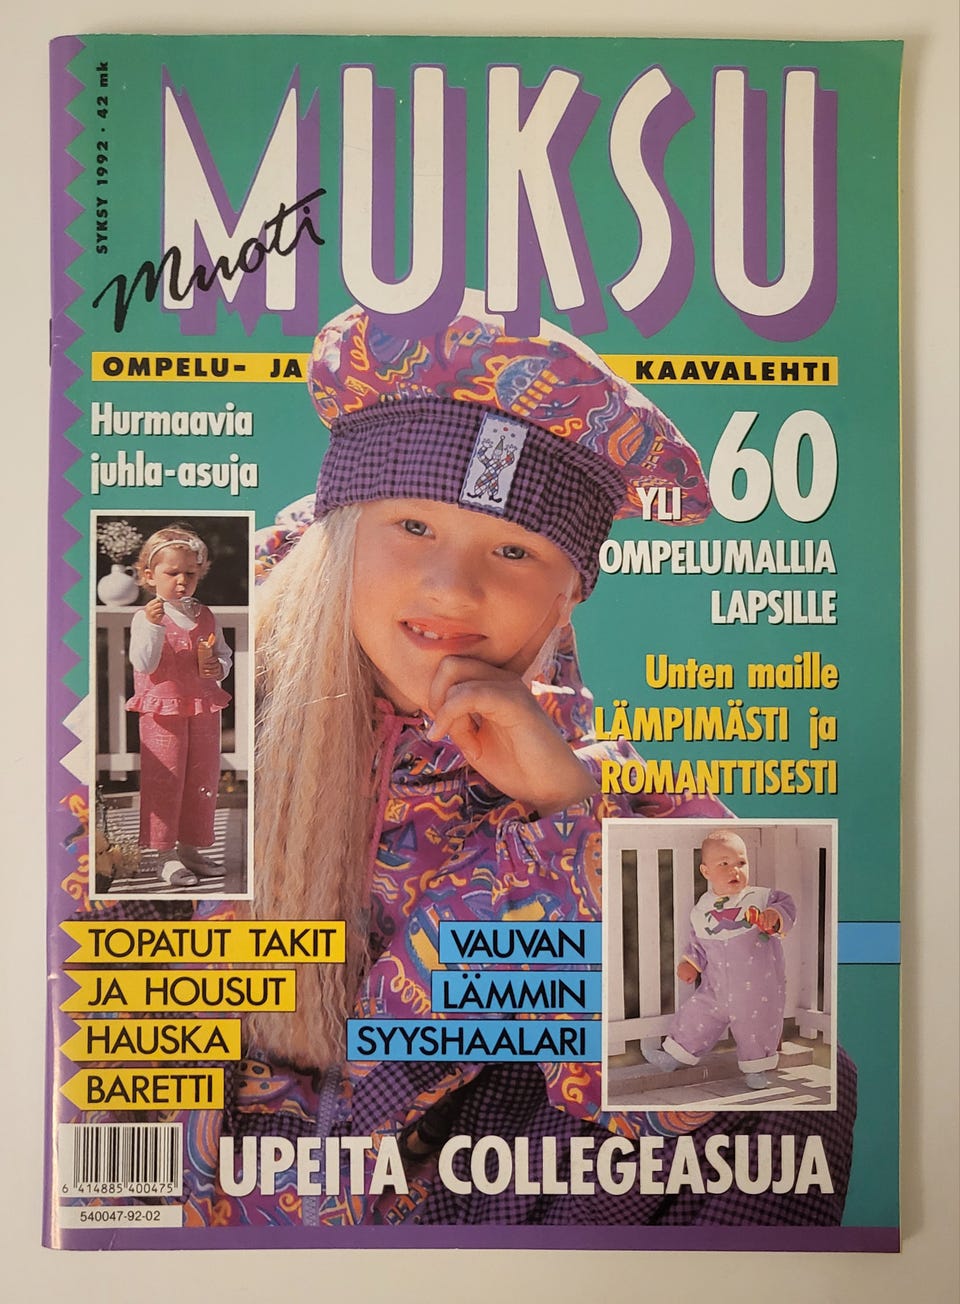 SYKSY 1992 · 42 mk
MUKSU
Muoti
OMPELU- JA KAAVALEHTI
Hurmaavia
juhla-asuja
YLI 60
OMPELUMALLIA
LAPSILLE
Unten maille
LÄMPIMÄSTI ja
ROMANTTISESTI
TOPATUT TAKIT
JA HOUSUT
HAUSKA
BARETTI
VAUVAN
LÄMMIN
SYYSHAALARI
UPEITA COLLEGEASUJA
6 414885 400475
540047-92-02